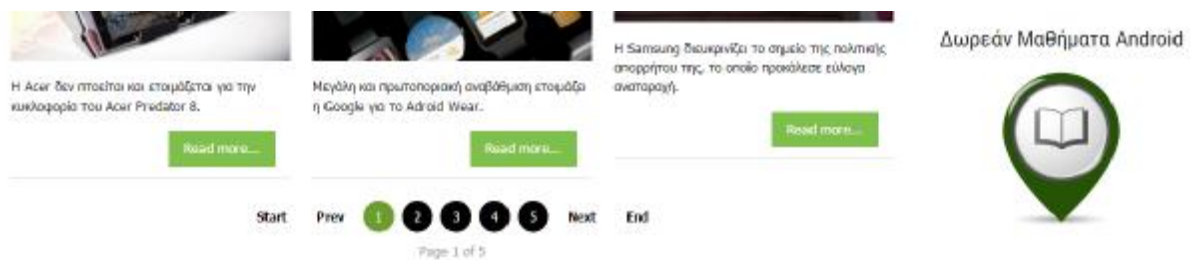 Η Acer δεν πτοείται και ετοιμάζεται για την
κυκλοφορία του Acer Predator 8.
Read more...
Μεγάλη και πρωτοποριακή αναβάθμιση ετοιμάζει
η Google για το Adroid Wear.
Read more...
Η Samsung διευκρινίζει το σημείο της πολιτικής
απορρήτου της, το οποίο προκάλεσε εύλογα
αναταραχή.
Read more...
Δωρεάν Μαθήματα Android
Start Prev 1 2 3 4 5 Next End
Page 1 of 5